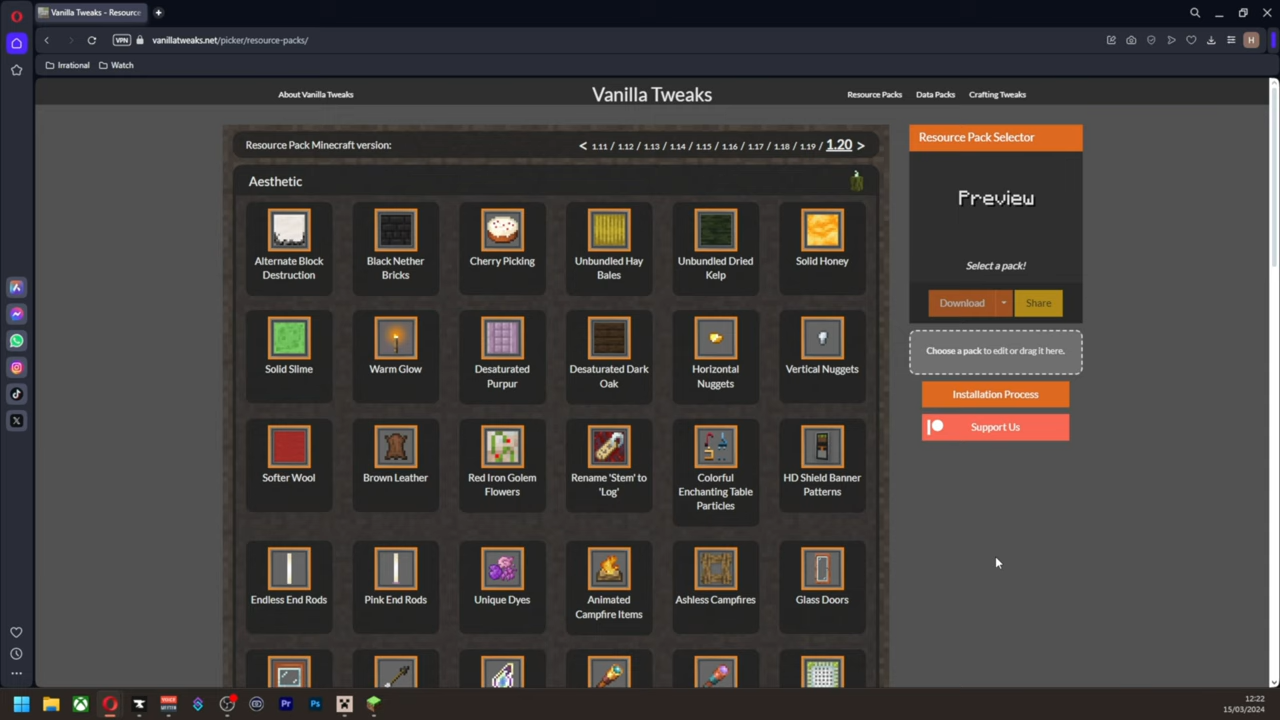 Vanilla Tweaks - Resource
vanillatweaks.net/picker/resource-packs/
VPN
H
Irrational
Watch
About Vanilla Tweaks
Vanilla Tweaks
Resource Packs
Data Packs
Crafting Tweaks
Resource Pack Minecraft version:
< 1.11 / 1.12 / 1.13 / 1.14 / 1.15 / 1.16 / 1.17 / 1.18 / 1.19 / 1.20 >
Aesthetic
Alternate Block
Destruction
Black Nether
Bricks
Cherry Picking
Unbundled Hay
Bales
Unbundled Dried
Kelp
Solid Honey
Solid Slime
Warm Glow
Desaturated
Purpur
Desaturated Dark
Oak
Horizontal
Nuggets
Vertical Nuggets
Softer Wool
Brown Leather
Red Iron Golem
Flowers
Rename 'Stem' to
'Log'
Colorful
Enchanting Table
Particles
HD Shield Banner
Patterns
Endless End Rods
Pink End Rods
Unique Dyes
Animated
Campfire Items
Ashless Campfires
Glass Doors
Resource Pack Selector
Preview
Select a pack!
Download
Share
Choose a pack to edit or drag it here.
Installation Process
Support Us
Pr
Ps
12:22
15/03/2024